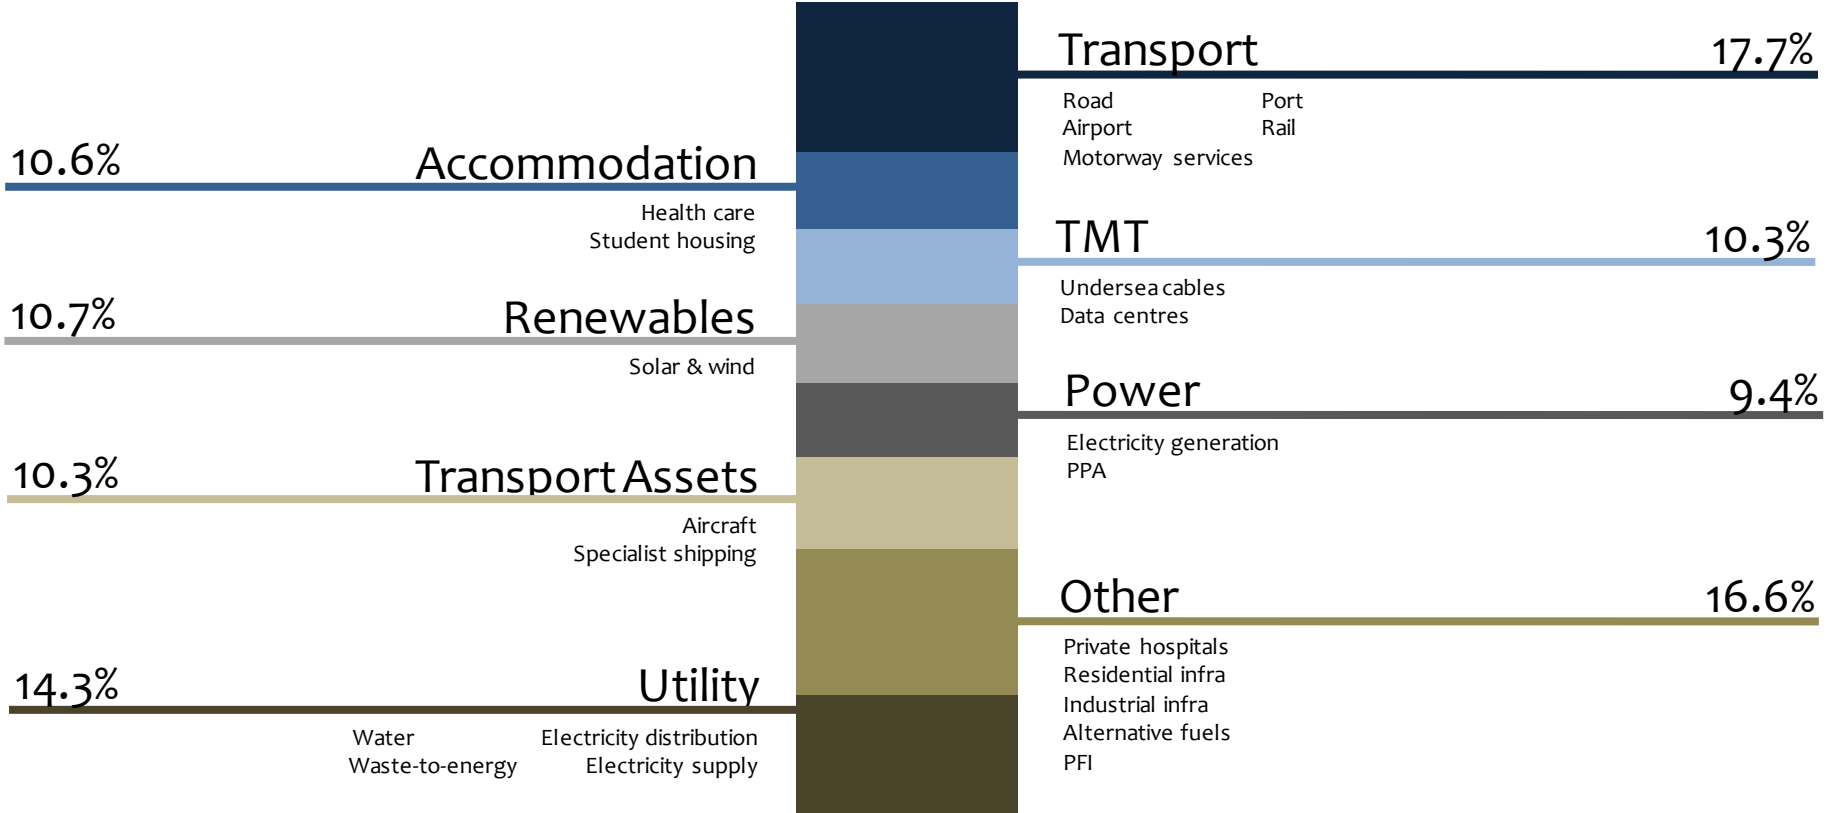 Transport 17.7%
Road Port
Airport Rail
Motorway services
10.6% Accommodation
Health care
Student housing
TMT 10.3%
Undersea cables
Data centres
10.7% Renewables
Solar & wind
Power 9.4%
Electricity generation
PPA
10.3% Transport Assets
Aircraft
Specialist shipping
Other 16.6%
Private hospitals
Residential infra
Industrial infra
Alternative fuels
PFI
14.3% Utility
Water Electricity distribution
Waste-to-energy Electricity supply